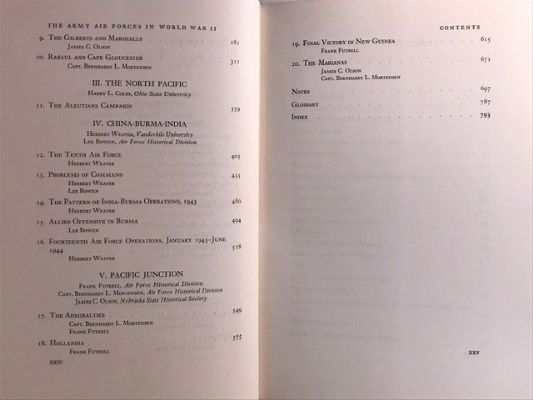 THE ARMY AIR FORCES IN WORLD WAR II
9. The Gilberts and Marshalls 281
James C. Olson
10. Rabaul and Cape Gloucester 311
Capt. Bernhardt L. Mortensen
III. THE NORTH PACIFIC
Harry L. Coles, Ohio State University
11. The Aleutians Campaign 359
IV. CHINA-BURMA-INDIA
Herbert Weaver, Vanderbilt University
Lee Bowen, Air Force Historical Division
12. The Tenth Air Force 405
Herbert Weaver
13. Problems of Command 435
Herbert Weaver
Lee Bowen
14. The Pattern of India-Burma Operations, 1943 466
Herbert Weaver
15. Allied Offensive in Burma 494
Lee Bowen
16. Fourteenth Air Force Operations, January 1943–June
1944 518
Herbert Weaver
V. PACIFIC JUNCTION
Frank Futrell, Air Force Historical Division
Capt. Bernhardt L. Mortensen, Air Force Historical Division
James C. Olson, Nebraska State Historical Society
17. The Admiralties 549
Capt. Bernhardt L. Mortensen
Frank Futrell
18. Hollandia 575
Frank Futrell
xxiv
CONTENTS
19. Final Victory in New Guinea 615
Frank Futrell
20. The Marianas 671
James C. Olson
Capt. Bernhardt L. Mortensen
Notes 697
Glossary 787
Index 793
xxv